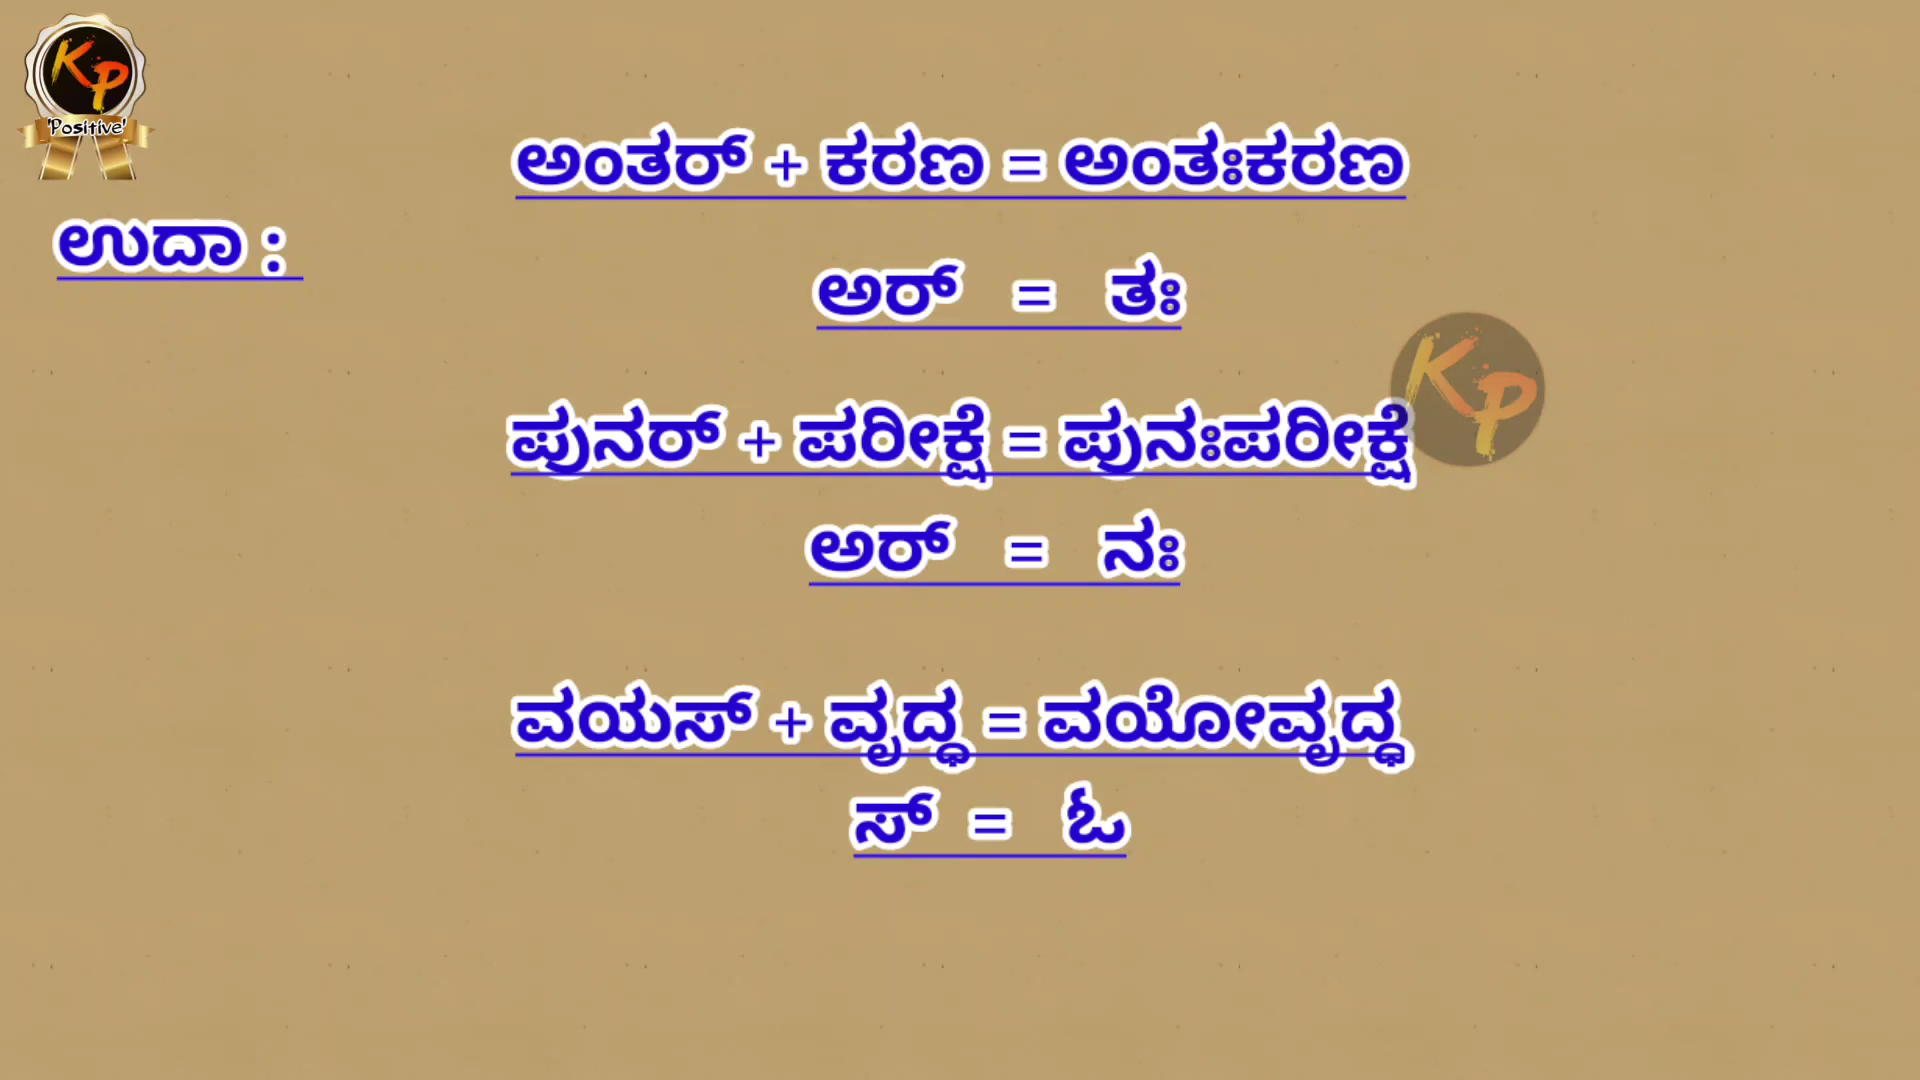 KP
'Positive'
ಅಂತರ್ + ಕರಣ = ಅಂತಃಕರಣ
ಉದಾ :
ಅರ್ = ತಃ
KP
ಪುನರ್ + ಪರೀಕ್ಷೆ = ಪುನಃಪರೀಕ್ಷೆ
ಅರ್ = ನಃ
ವಯಸ್ + ವೃದ್ಧ = ವಯೋವೃದ್ಧ
ಸ್ = ಓ